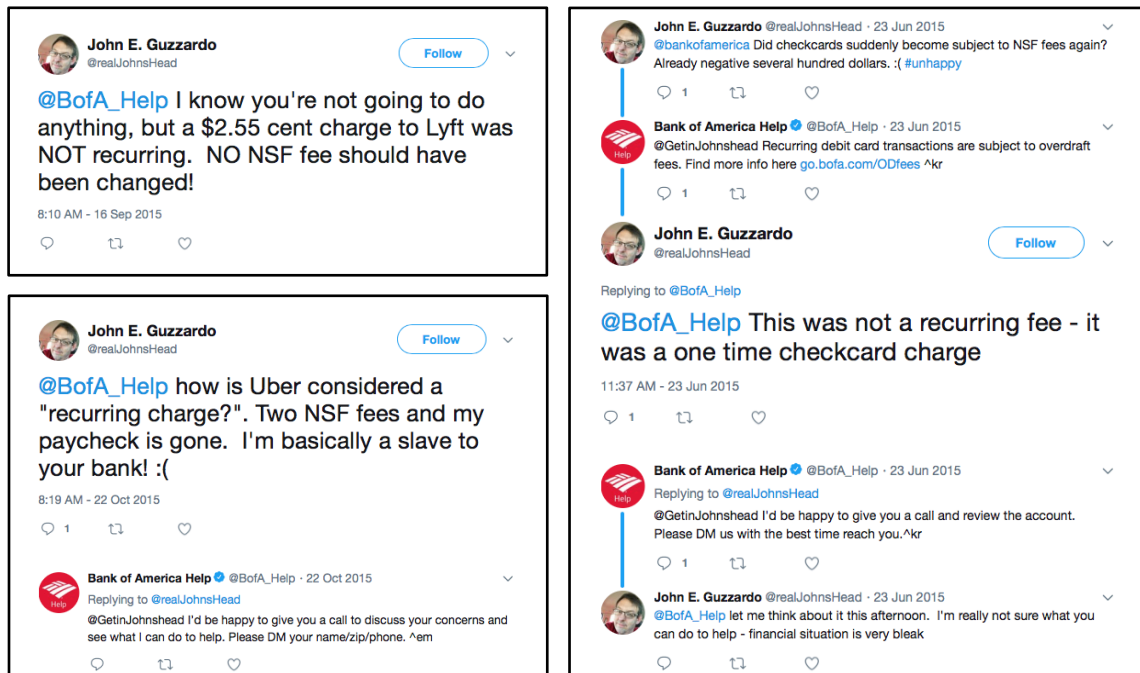 John E. Guzzardo
@realJohnsHead
Follow
@BofA_Help I know you're not going to do
anything, but a $2.55 cent charge to Lyft was
NOT recurring.  NO NSF fee should have
been changed!
8:10 AM - 16 Sep 2015
John E. Guzzardo
@realJohnsHead
Follow
@BofA_Help how is Uber considered a
"recurring charge?". Two NSF fees and my
paycheck is gone.  I'm basically a slave to
your bank! :(
8:19 AM - 22 Oct 2015
1
Help
Bank of America Help @BofA_Help · 22 Oct 2015
Replying to @realJohnsHead
@GetinJohnshead I'd be happy to give you a call to discuss your concerns and
see what I can do to help. Please DM your name/zip/phone. ^em
John E. Guzzardo @realJohnsHead · 23 Jun 2015
@bankofamerica Did checkcards suddenly become subject to NSF fees again?
Already negative several hundred dollars. :( #unhappy
1
Help
Bank of America Help @BofA_Help · 23 Jun 2015
@GetinJohnshead Recurring debit card transactions are subject to overdraft
fees. Find more info here go.bofa.com/ODfees ^kr
1
John E. Guzzardo
@realJohnsHead
Follow
Replying to @BofA_Help
@BofA_Help This was not a recurring fee - it
was a one time checkcard charge
11:37 AM - 23 Jun 2015
1
Help
Bank of America Help @BofA_Help · 23 Jun 2015
Replying to @realJohnsHead
@GetinJohnshead I'd be happy to give you a call and review the account.
Please DM us with the best time reach you.^kr
1
John E. Guzzardo @realJohnsHead · 23 Jun 2015
@BofA_Help let me think about it this afternoon.  I'm really not sure what you
can do to help - financial situation is very bleak